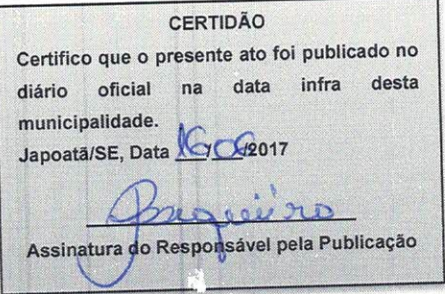 CERTIDÃO
Certifico que o presente ato foi publicado no
diário oficial na data infra desta
municipalidade.
Japoatã/SE, Data 16/06/2017
Assinatura do Responsável pela Publicação